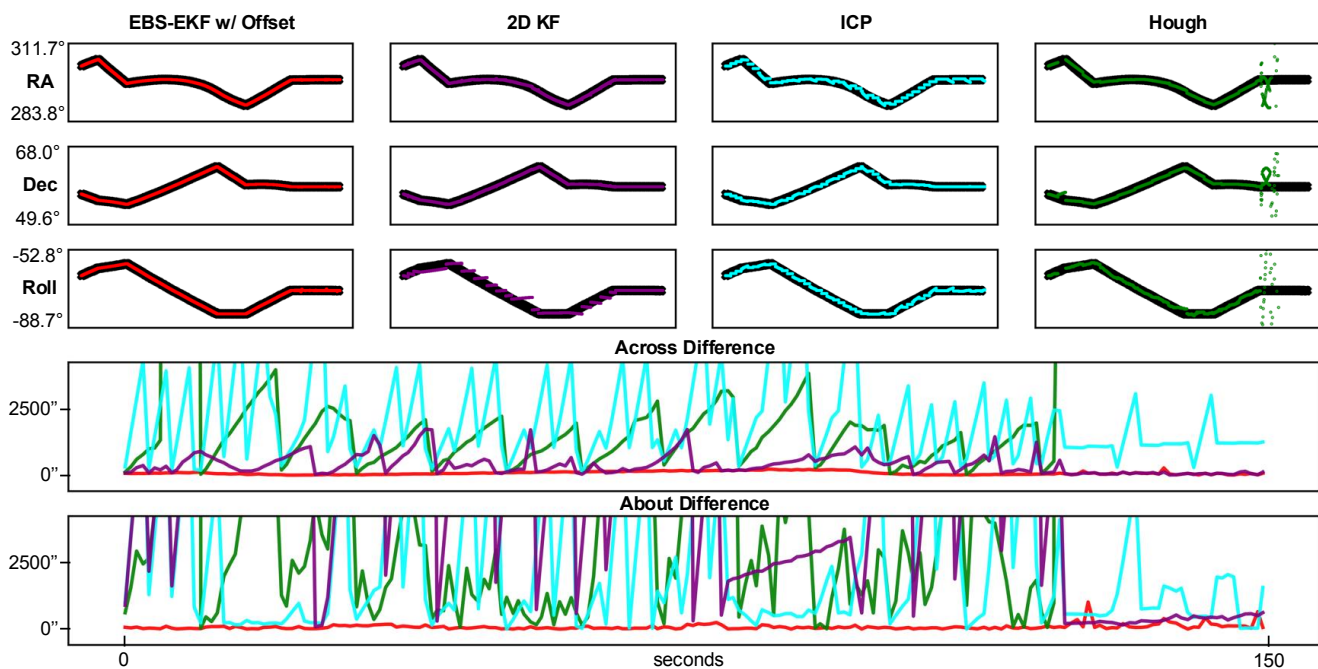 EBS-EKF w/ Offset 2D KF ICP Hough
311.7°
RA
283.8°
68.0°
Dec
49.6°
-52.8°
Roll
-88.7°
Across Difference
2500”
0”
About Difference
2500”
0”
0 seconds 150